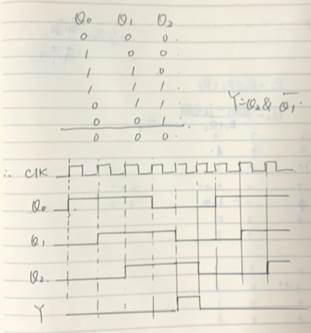 Q₀ Q₁ Q₂
0 0 0.
1 0 0
1 1 0
1 1 1
0 1 1
0 0 1
0 0 0.
Y=Q₂ & Q̅₁.
∴ ClK
Q₀
Q₁
Q₂.
Y